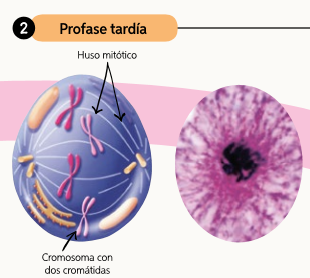 2 Profase tardía
Huso mitótico
Cromosoma con
dos cromátidas